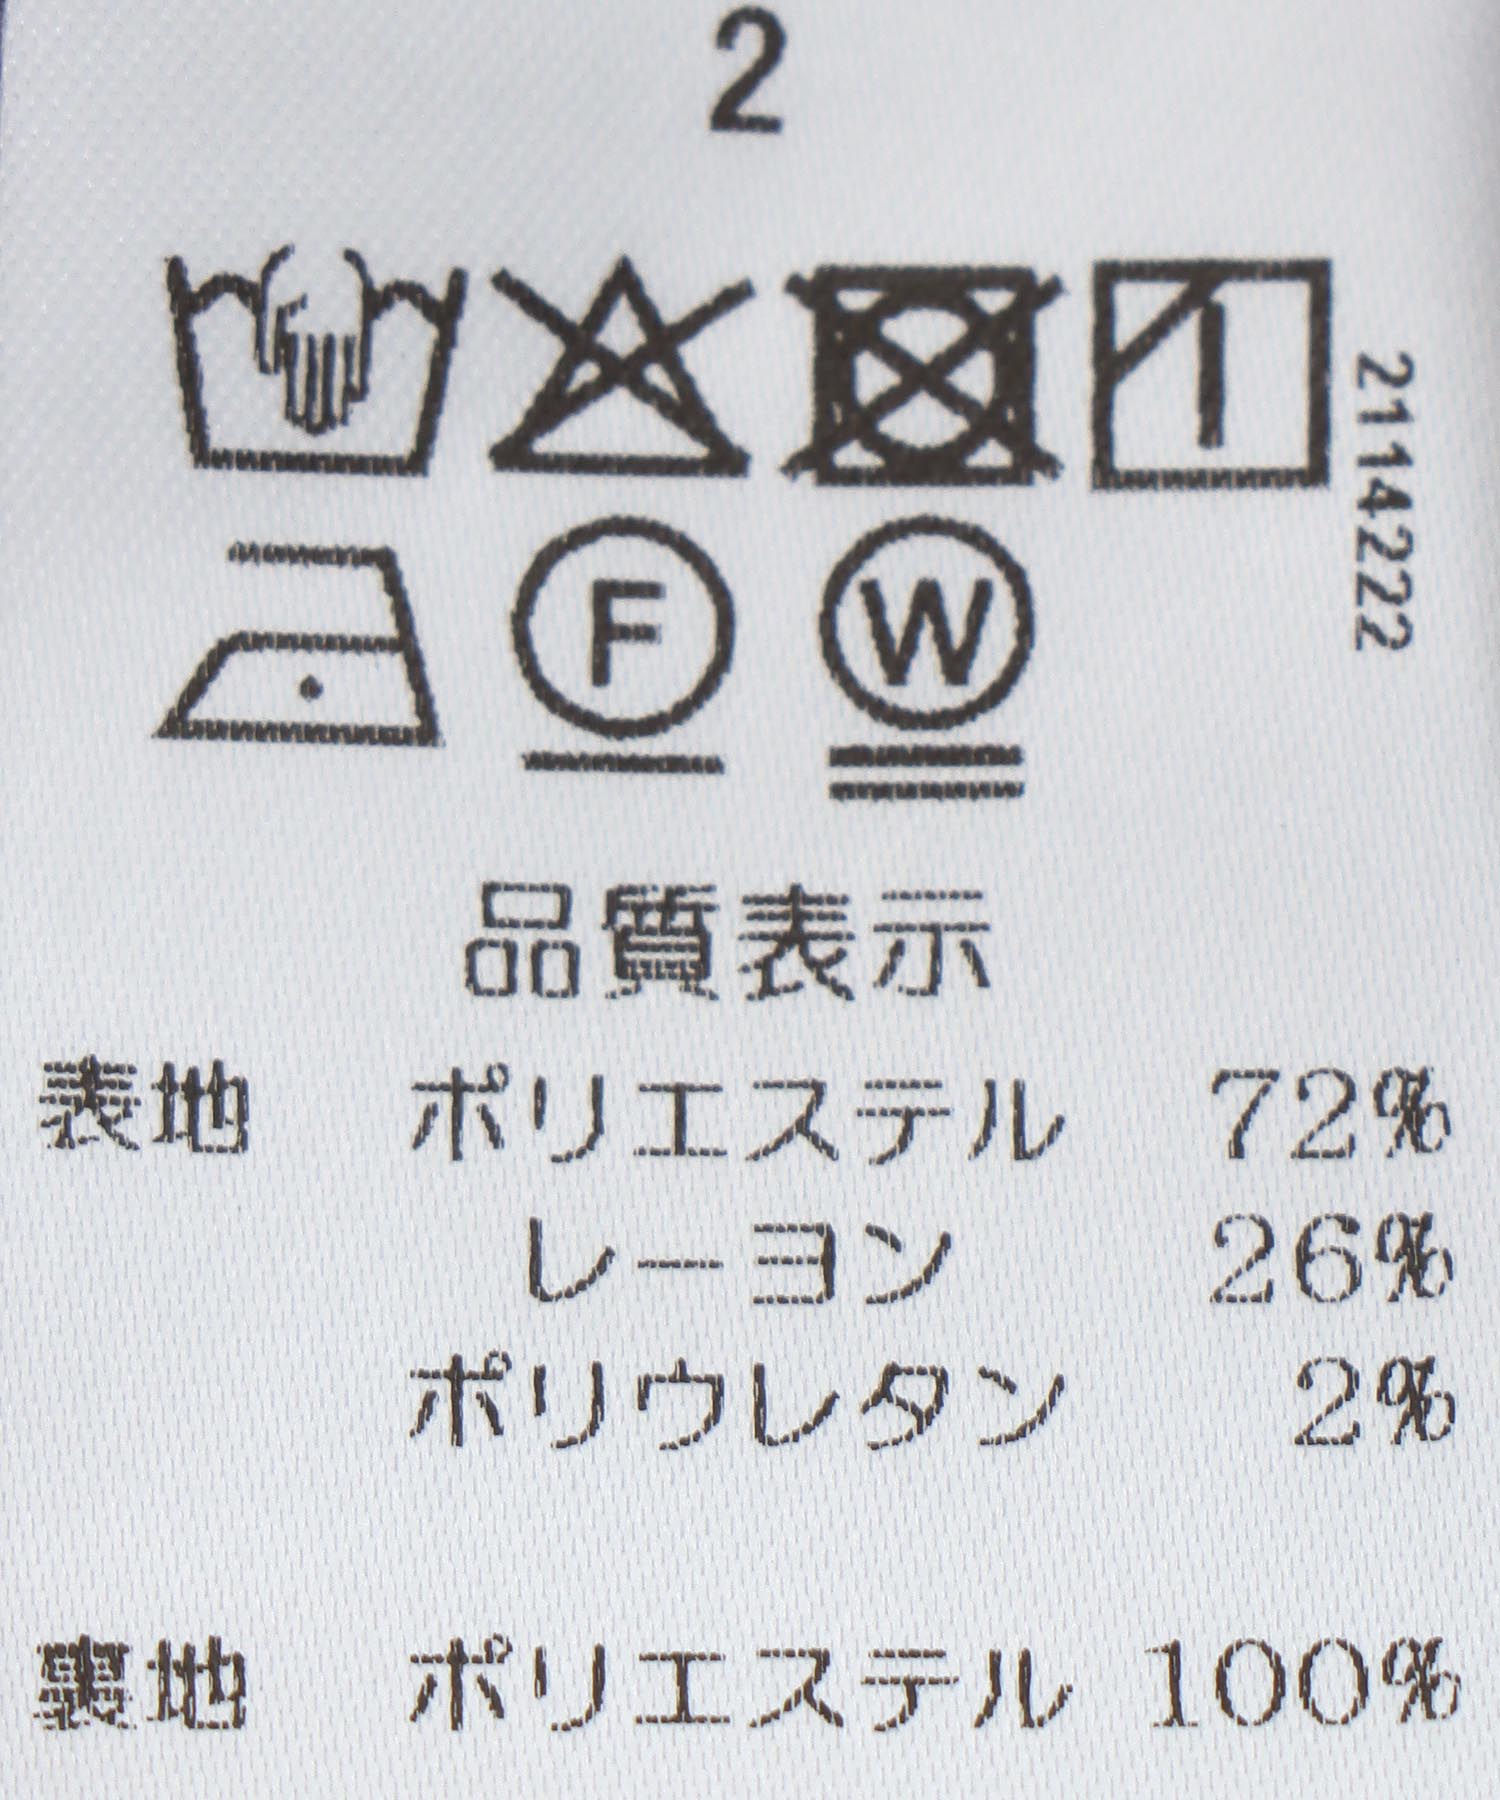 2
2114222
F
W
品質表示
表地 ポリエステル 72%
レーヨン 26%
ポリウレタン 2%
裏地 ポリエステル 100%